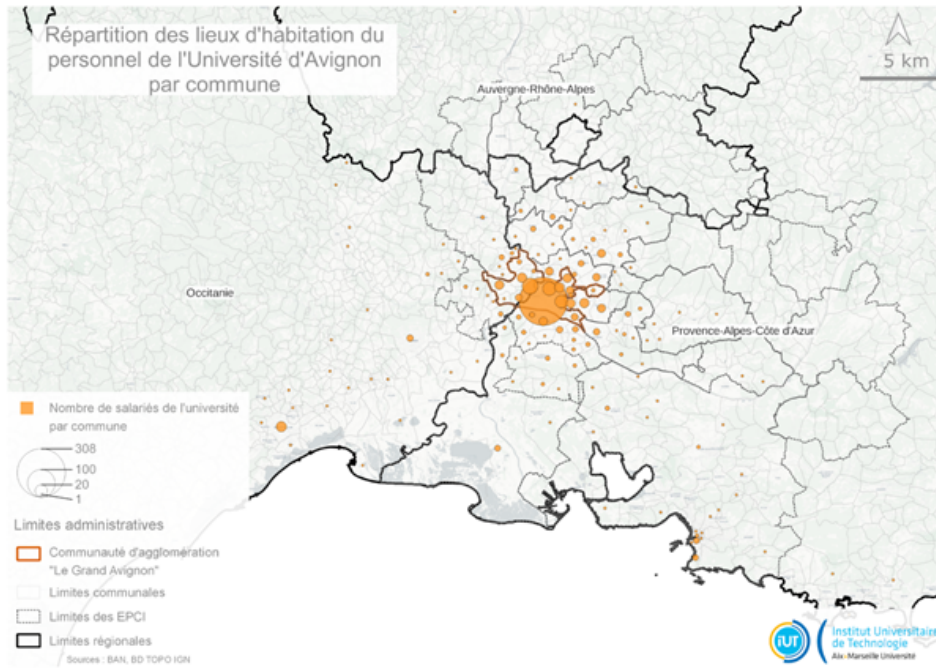 Répartition des lieux d'habitation du
personnel de l'Université d'Avignon
par commune
5 km
Auvergne-Rhône-Alpes
Occitanie
Provence-Alpes-Côte d'Azur
Nombre de salariés de l'université
par commune
308
100
20
1
Limites administratives
Communauté d'agglomération
"Le Grand Avignon"
Limites communales
Limites des EPCI
Limites régionales
Sources : BAN, BD TOPO IGN
iUT
Institut Universitaire
de Technologie
Aix-Marseille Université